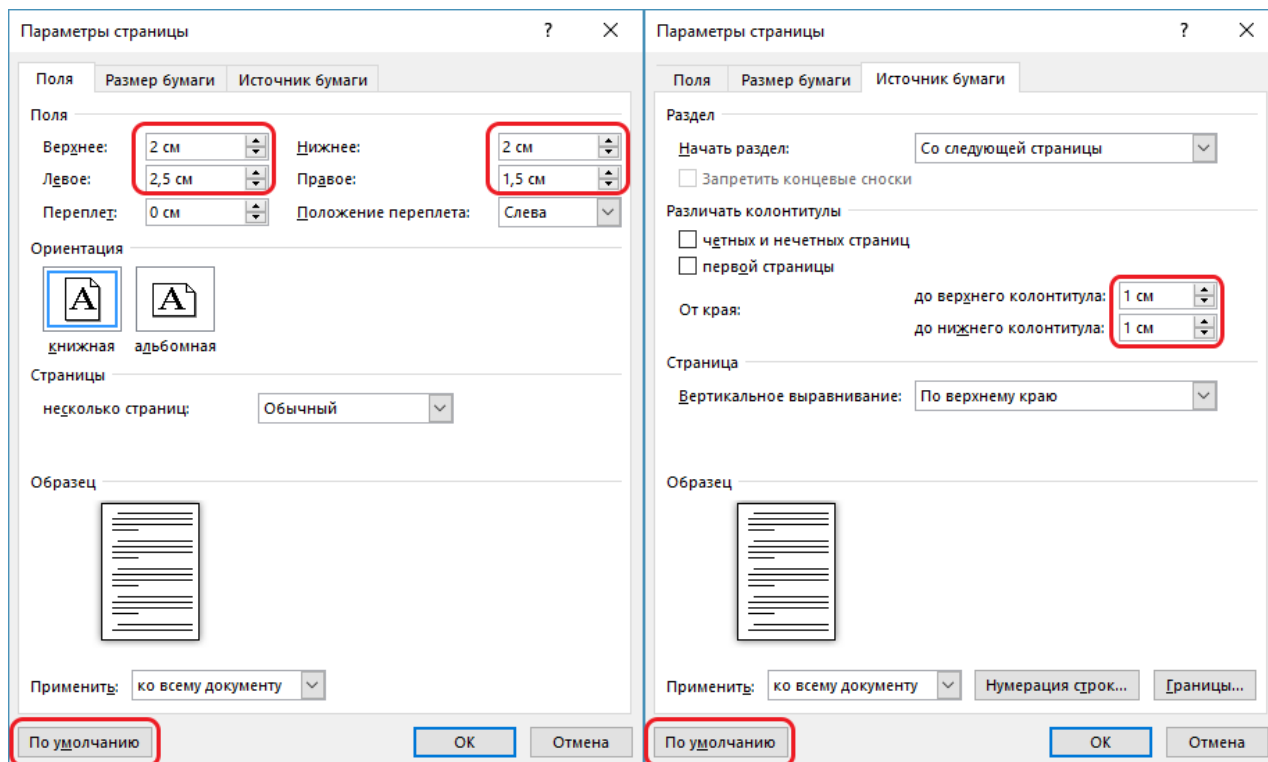 Параметры страницы ?
Поля Размер бумаги Источник бумаги
Поля
Верхнее: 2 см Нижнее: 2 см
Левое: 2,5 см Правое: 1,5 см
Переплет: 0 см Положение переплета: Слева
Ориентация
A A
книжная альбомная
Страницы
несколько страниц: Обычный
Образец
Применить: ко всему документу
По умолчанию ОК Отмена
Параметры страницы ?
Поля Размер бумаги Источник бумаги
Раздел
Начать раздел: Со следующей страницы
Запретить концевые сноски
Различать колонтитулы
четных и нечетных страниц
первой страницы
От края:
до верхнего колонтитула: 1 см
до нижнего колонтитула: 1 см
Страница
Вертикальное выравнивание: По верхнему краю
Образец
Применить: ко всему документу Нумерация строк... Границы...
По умолчанию ОК Отмена